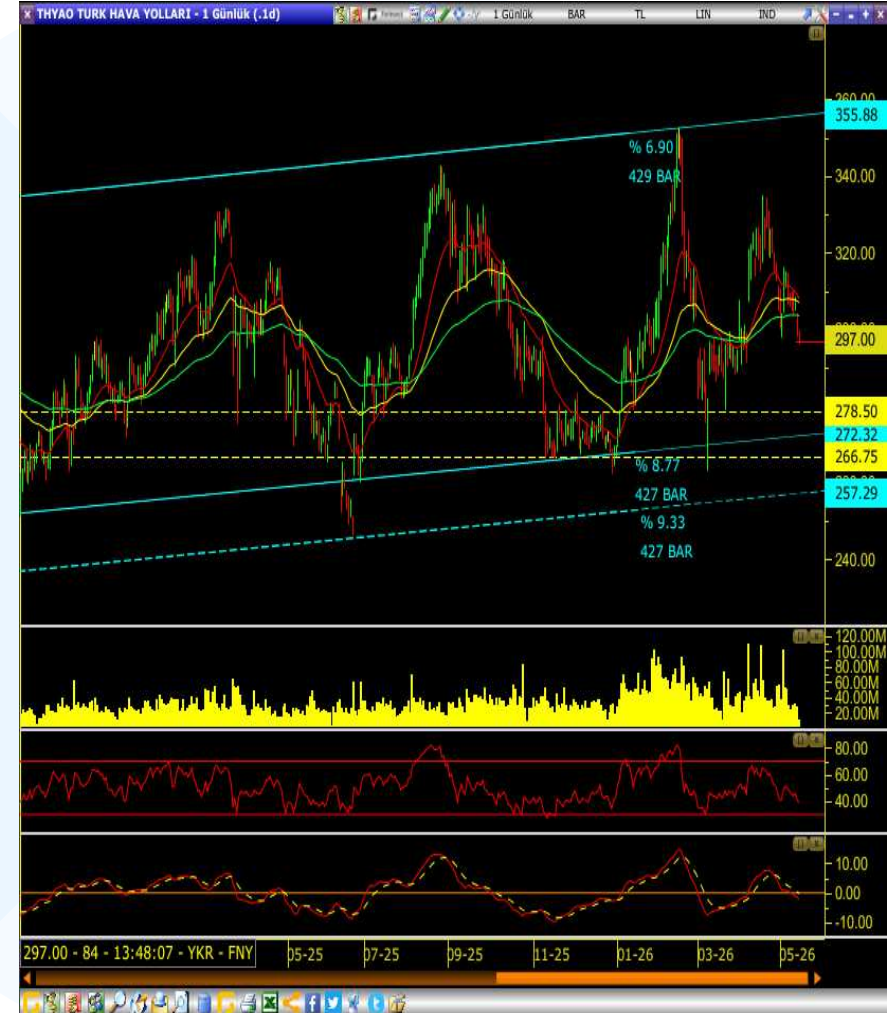 THYAO TURK HAVA YOLLARI - 1 Günlük (.1d)
1 Günlük BAR TL LIN IND
355.88
% 6.90
429 BAR
340.00
320.00
297.00
278.50
272.32
266.75
% 8.77
427 BAR
257.29
% 9.33
427 BAR
240.00
120.00M
100.00M
80.00M
60.00M
40.00M
20.00M
80.00
60.00
40.00
10.00
0.00
-10.00
297.00 - 84 - 13:48:07 - YKR - FNY
05-25 07-25 09-25 11-25 01-26 03-26 05-26